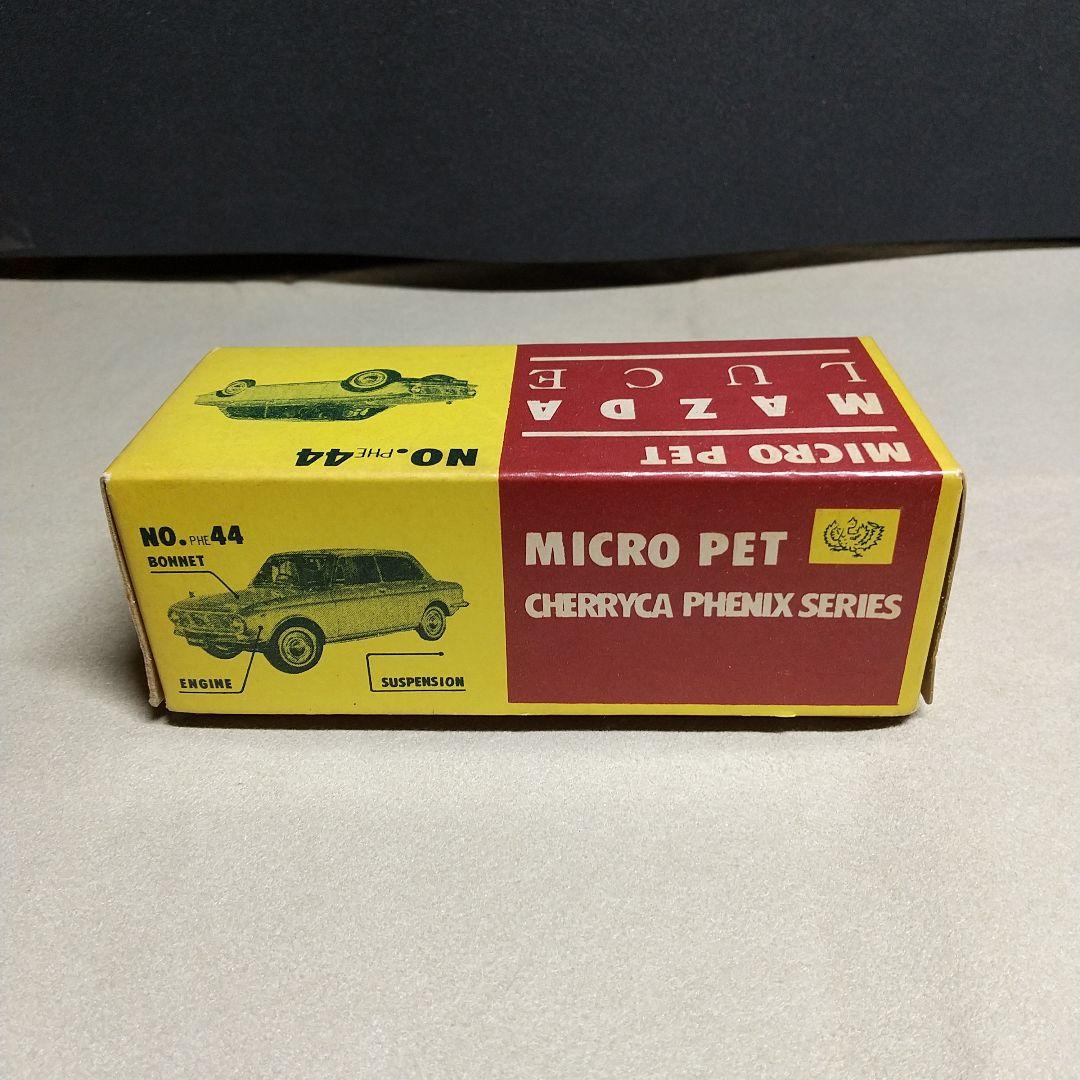 MICRO PET
MAZDA
LUCE
NO.PHE44
NO.PHE44
BONNET
ENGINE
SUSPENSION
MICRO PET
CHERRYCA PHENIX SERIES